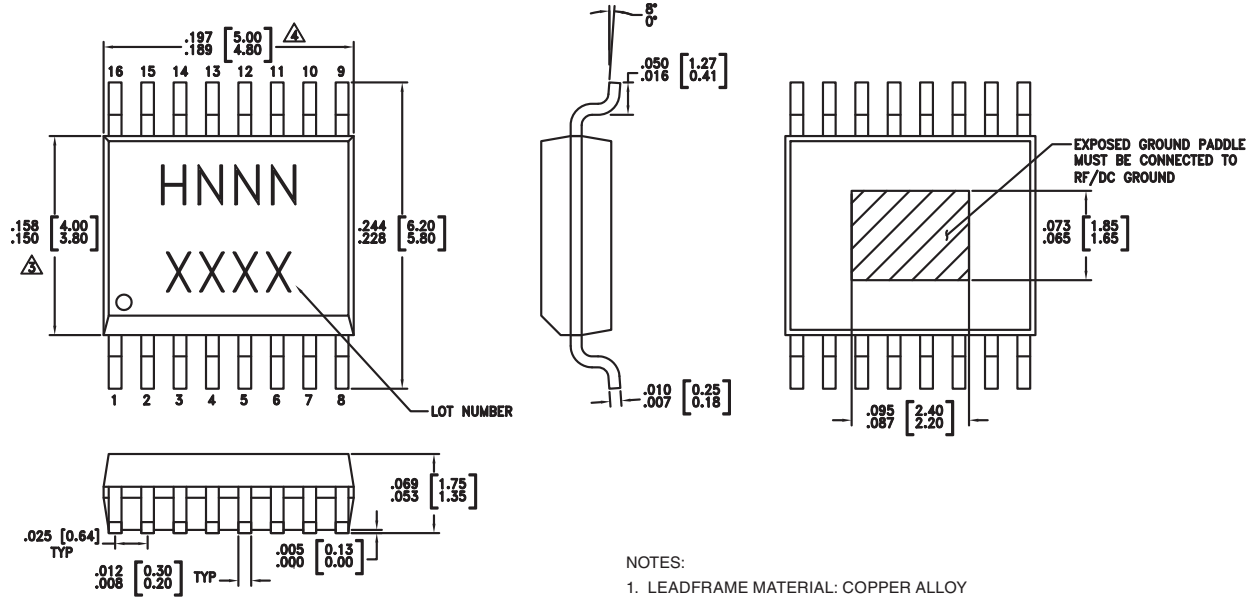 .197 [5.00] 4
.189 [4.80]
16 15 14 13 12 11 10 9
HNNN
XXXX
.158 [4.00]
.150 [3.80]
3
.244 [6.20]
.228 [5.80]
1 2 3 4 5 6 7 8
LOT NUMBER
8°
0°
.050 [1.27]
.016 [0.41]
.010 [0.25]
.007 [0.18]
EXPOSED GROUND PADDLE
MUST BE CONNECTED TO
RF/DC GROUND
.073 [1.85]
.065 [1.65]
.095 [2.40]
.087 [2.20]
.069 [1.75]
.053 [1.35]
.025 [0.64]
TYP
.012 [0.30]
.008 [0.20]
TYP
.005 [0.13]
.000 [0.00]
NOTES:
1. LEADFRAME MATERIAL: COPPER ALLOY